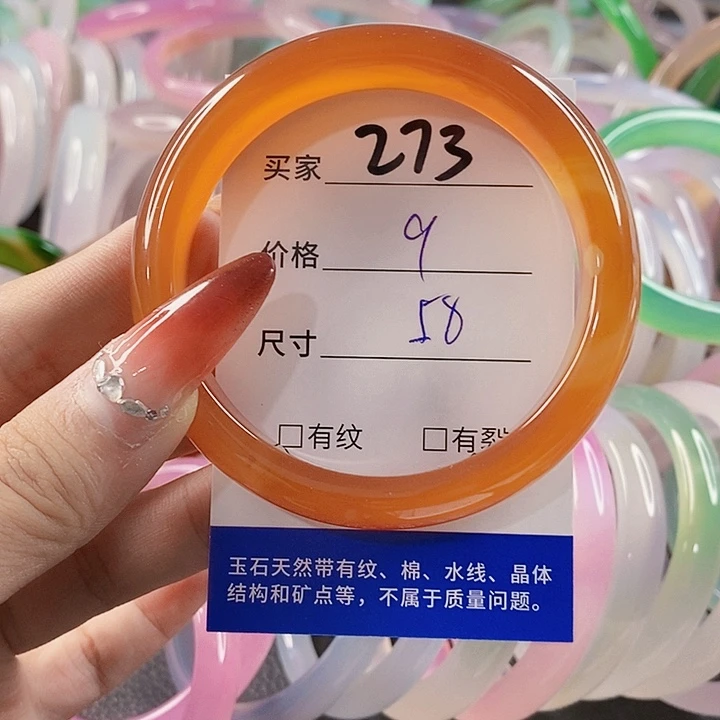 买家 273
价格 9
尺寸 58
□有纹 □有裂
玉石天然带有纹、棉、水线、晶体
结构和矿点等，不属于质量问题。